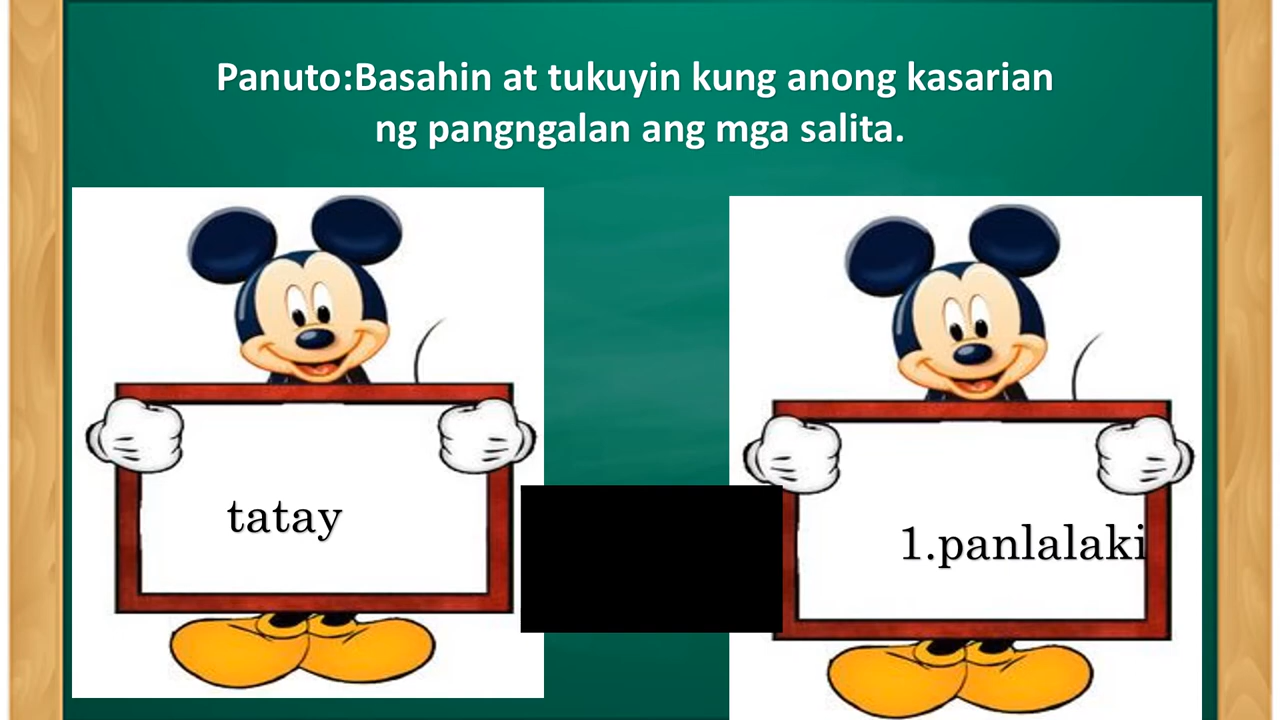 Panuto:Basahin at tukuyin kung anong kasarian
ng pangngalan ang mga salita.
tatay
1.panlalaki